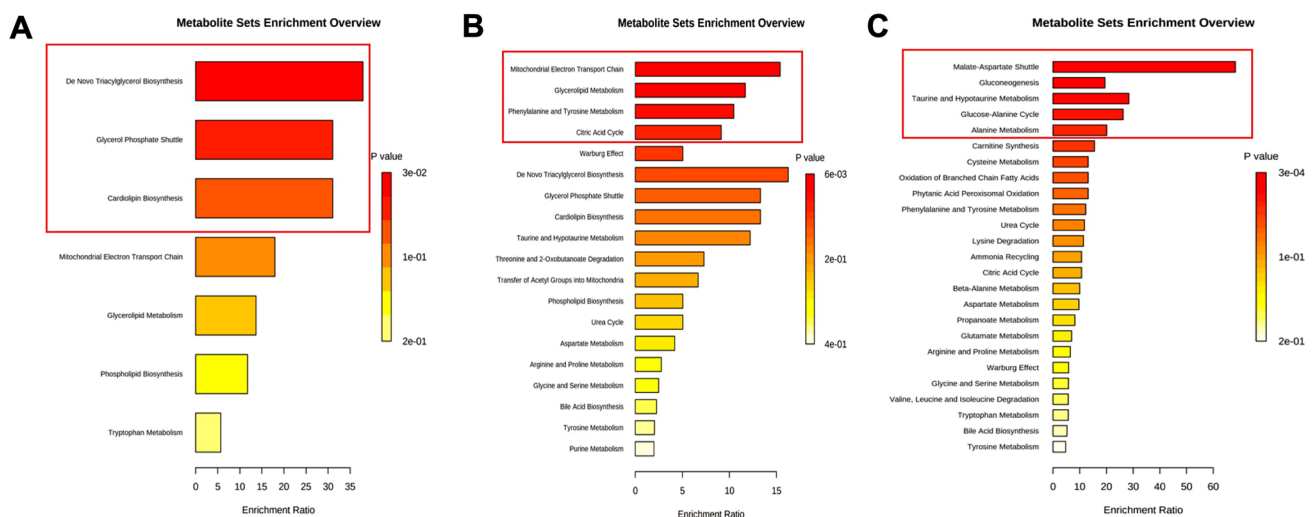 A
Metabolite Sets Enrichment Overview
De Novo Triacylglycerol Biosynthesis
Glycerol Phosphate Shuttle
Cardiolipin Biosynthesis
Mitochondrial Electron Transport Chain
Glycerolipid Metabolism
Phospholipid Biosynthesis
Tryptophan Metabolism
P value
3e-02
1e-01
2e-01
0 5 10 15 20 25 30 35
Enrichment Ratio
B
Metabolite Sets Enrichment Overview
Mitochondrial Electron Transport Chain
Glycerolipid Metabolism
Phenylalanine and Tyrosine Metabolism
Citric Acid Cycle
Warburg Effect
De Novo Triacylglycerol Biosynthesis
Glycerol Phosphate Shuttle
Cardiolipin Biosynthesis
Taurine and Hypotaurine Metabolism
Threonine and 2-Oxobutanoate Degradation
Transfer of Acetyl Groups into Mitochondria
Phospholipid Biosynthesis
Urea Cycle
Aspartate Metabolism
Arginine and Proline Metabolism
Glycine and Serine Metabolism
Bile Acid Biosynthesis
Tyrosine Metabolism
Purine Metabolism
P value
6e-03
2e-01
4e-01
0 5 10 15
Enrichment Ratio
C
Metabolite Sets Enrichment Overview
Malate-Aspartate Shuttle
Gluconeogenesis
Taurine and Hypotaurine Metabolism
Glucose-Alanine Cycle
Alanine Metabolism
Carnitine Synthesis
Cysteine Metabolism
Oxidation of Branched Chain Fatty Acids
Phytanic Acid Peroxisomal Oxidation
Phenylalanine and Tyrosine Metabolism
Urea Cycle
Lysine Degradation
Ammonia Recycling
Citric Acid Cycle
Beta-Alanine Metabolism
Aspartate Metabolism
Propanoate Metabolism
Glutamate Metabolism
Arginine and Proline Metabolism
Warburg Effect
Glycine and Serine Metabolism
Valine, Leucine and Isoleucine Degradation
Tryptophan Metabolism
Bile Acid Biosynthesis
Tyrosine Metabolism
P value
3e-04
1e-01
2e-01
0 10 20 30 40 50 60
Enrichment Ratio